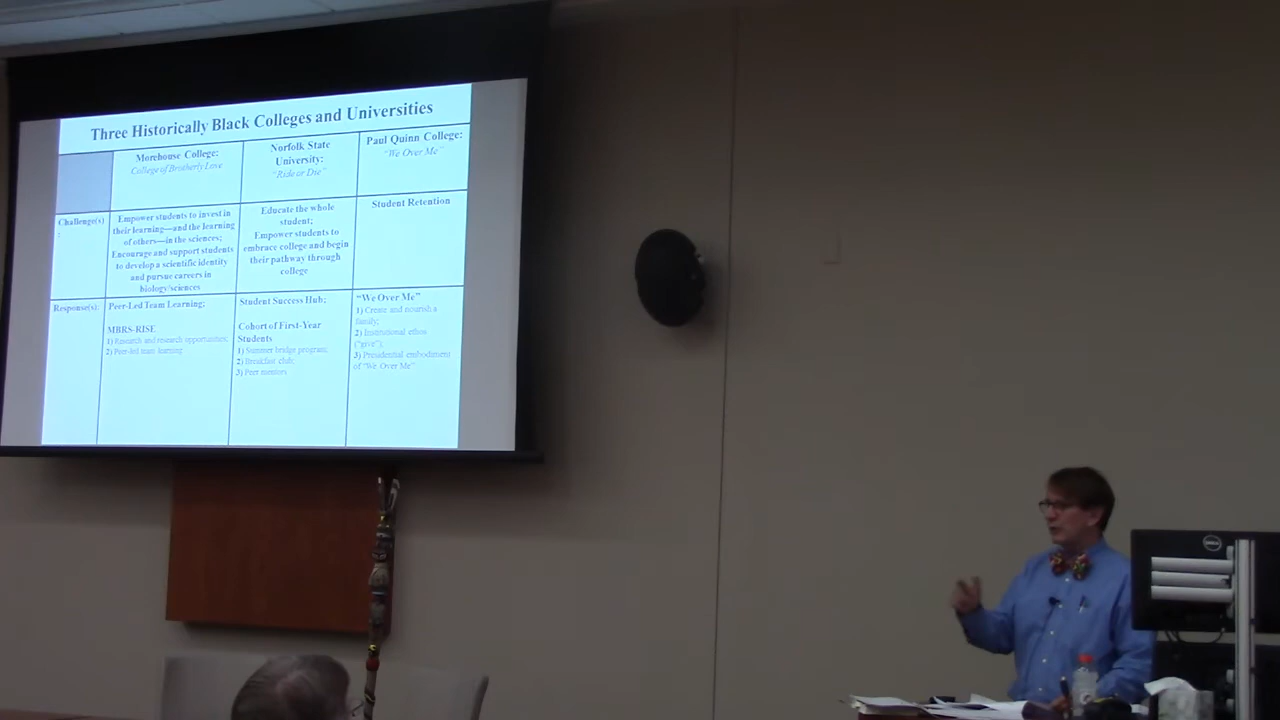 Three Historically Black Colleges and Universities
Morehouse College:
College of Brotherly Love
Norfolk State
University:
"Ride or Die"
Paul Quinn College:
"We Over Me"
Challenge(s)
:
Empower students to invest in
their learning—and the learning
of others—in the sciences;
Encourage and support students
to develop a scientific identity
and pursue careers in
biology/sciences
Educate the whole
student;
Empower students to
embrace college and begin
their pathway through
college
Student Retention
Response(s):
Peer-Led Team Learning;
MBRS-RISE
1) Research and research opportunities;
2) Peer-led team learning
Student Success Hub;
Cohort of First-Year
Students
1) Summer bridge program;
2) Breakfast club;
3) Peer mentors
"We Over Me"
1) Create and nourish a
family;
2) Institutional ethos
("give");
3) Presidential embodiment
of "We Over Me"
DELL